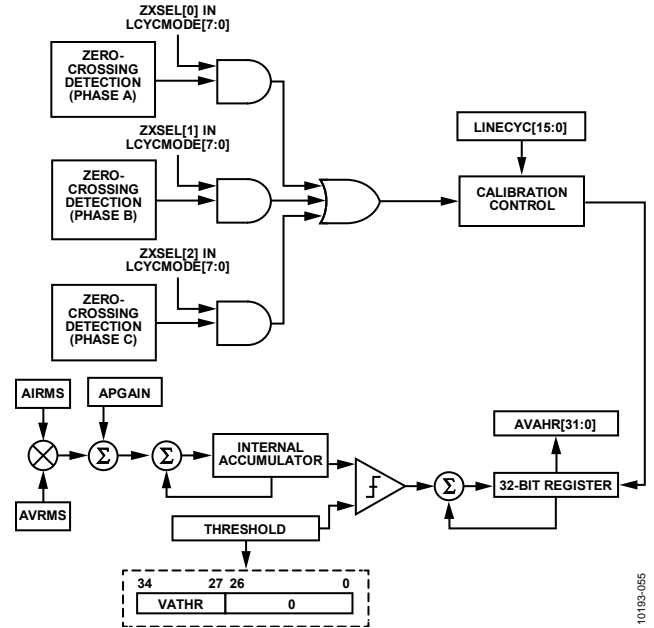 ZXSEL[0] IN
LCYCMODE[7:0]
ZERO-
CROSSING
DETECTION
(PHASE A)
ZXSEL[1] IN
LCYCMODE[7:0]
ZERO-
CROSSING
DETECTION
(PHASE B)
ZXSEL[2] IN
LCYCMODE[7:0]
ZERO-
CROSSING
DETECTION
(PHASE C)
LINECYC[15:0]
CALIBRATION
CONTROL
AIRMS
APGAIN
Σ
Σ
INTERNAL
ACCUMULATOR
AVRMS
THRESHOLD
Σ
AVAHR[31:0]
32-BIT REGISTER
34 27 26 0
VATHR 0
10193-055